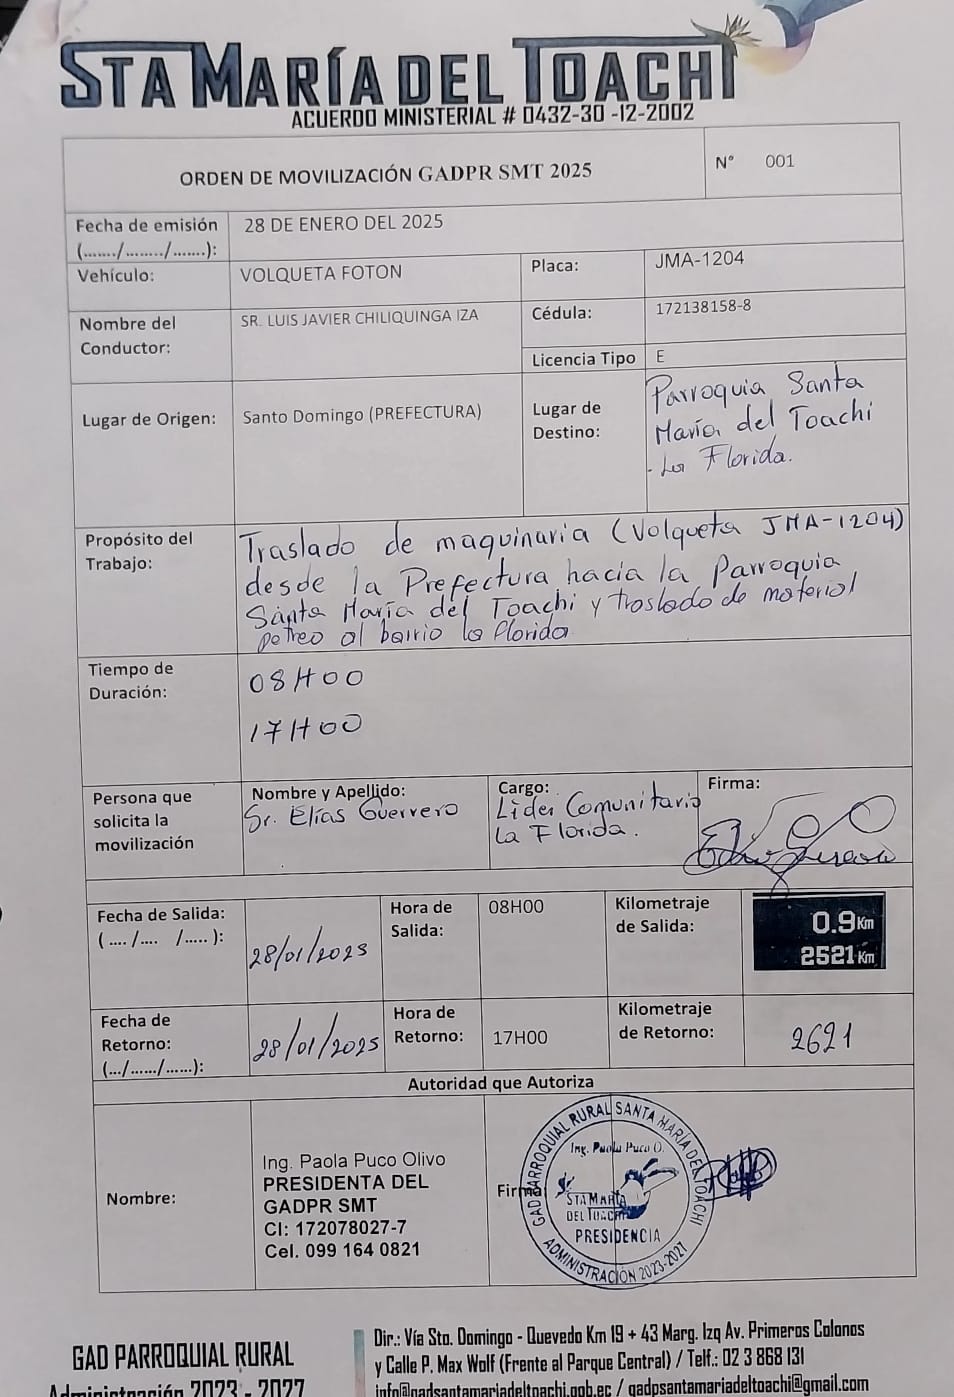 STA MARÍA DEL TOACHI
ACUERDO MINISTERIAL # 0432-30 -12-2002
ORDEN DE MOVILIZACIÓN GADPR SMT 2025
N° 001
Fecha de emisión
(......./......../.......):
28 DE ENERO DEL 2025
Vehículo:
VOLQUETA FOTON
Placa:
JMA-1204
Nombre del
Conductor:
SR. LUIS JAVIER CHILIQUINGA IZA
Cédula:
172138158-8
Licencia Tipo
E
Lugar de Origen:
Santo Domingo (PREFECTURA)
Lugar de
Destino:
Parroquia Santa
María del Toachi
- La Florida.
Propósito del
Trabajo:
Traslado de maquinaria (Volqueta JMA-1204)
desde la Prefectura hacia la Parroquia
Santa María del Toachi y traslado de material
petreo al barrio la florida
Tiempo de
Duración:
08H00
17H00
Persona que
solicita la
movilización
Nombre y Apellido:
Sr. Elías Guerrero
Cargo:
Líder Comunitario
La Florida.
Firma:
Fecha de Salida:
( .... /.... /..... ):
28/01/2025
Hora de
Salida:
08H00
Kilometraje
de Salida:
0.9 Km
2521 Km
Fecha de
Retorno:
(.../....../......):
28/01/2025
Hora de
Retorno:
17H00
Kilometraje
de Retorno:
2621
Autoridad que Autoriza
Nombre:
Ing. Paola Puco Olivo
PRESIDENTA DEL
GADPR SMT
CI: 172078027-7
Cel. 099 164 0821
Firma
GAD PARROQUIAL RURAL SANTA MARIA DEL TOACHI
Ing. Paola Puco O.
STA MARÍA
DEL TOACHI
PRESIDENCIA
ADMINISTRACIÓN 2023-2027
GAD PARROQUIAL RURAL
Administración 2023 - 2027
Dir.: Vía Sto. Domingo - Quevedo Km 19 + 43 Marg. Izq Av. Primeros Colonos
y Calle P. Max Wolf (Frente al Parque Central) / Telf.: 02 3 868 131
info@gadsantamariadeltoachi.gob.ec / gadpsantamariadeltoachi@gmail.com